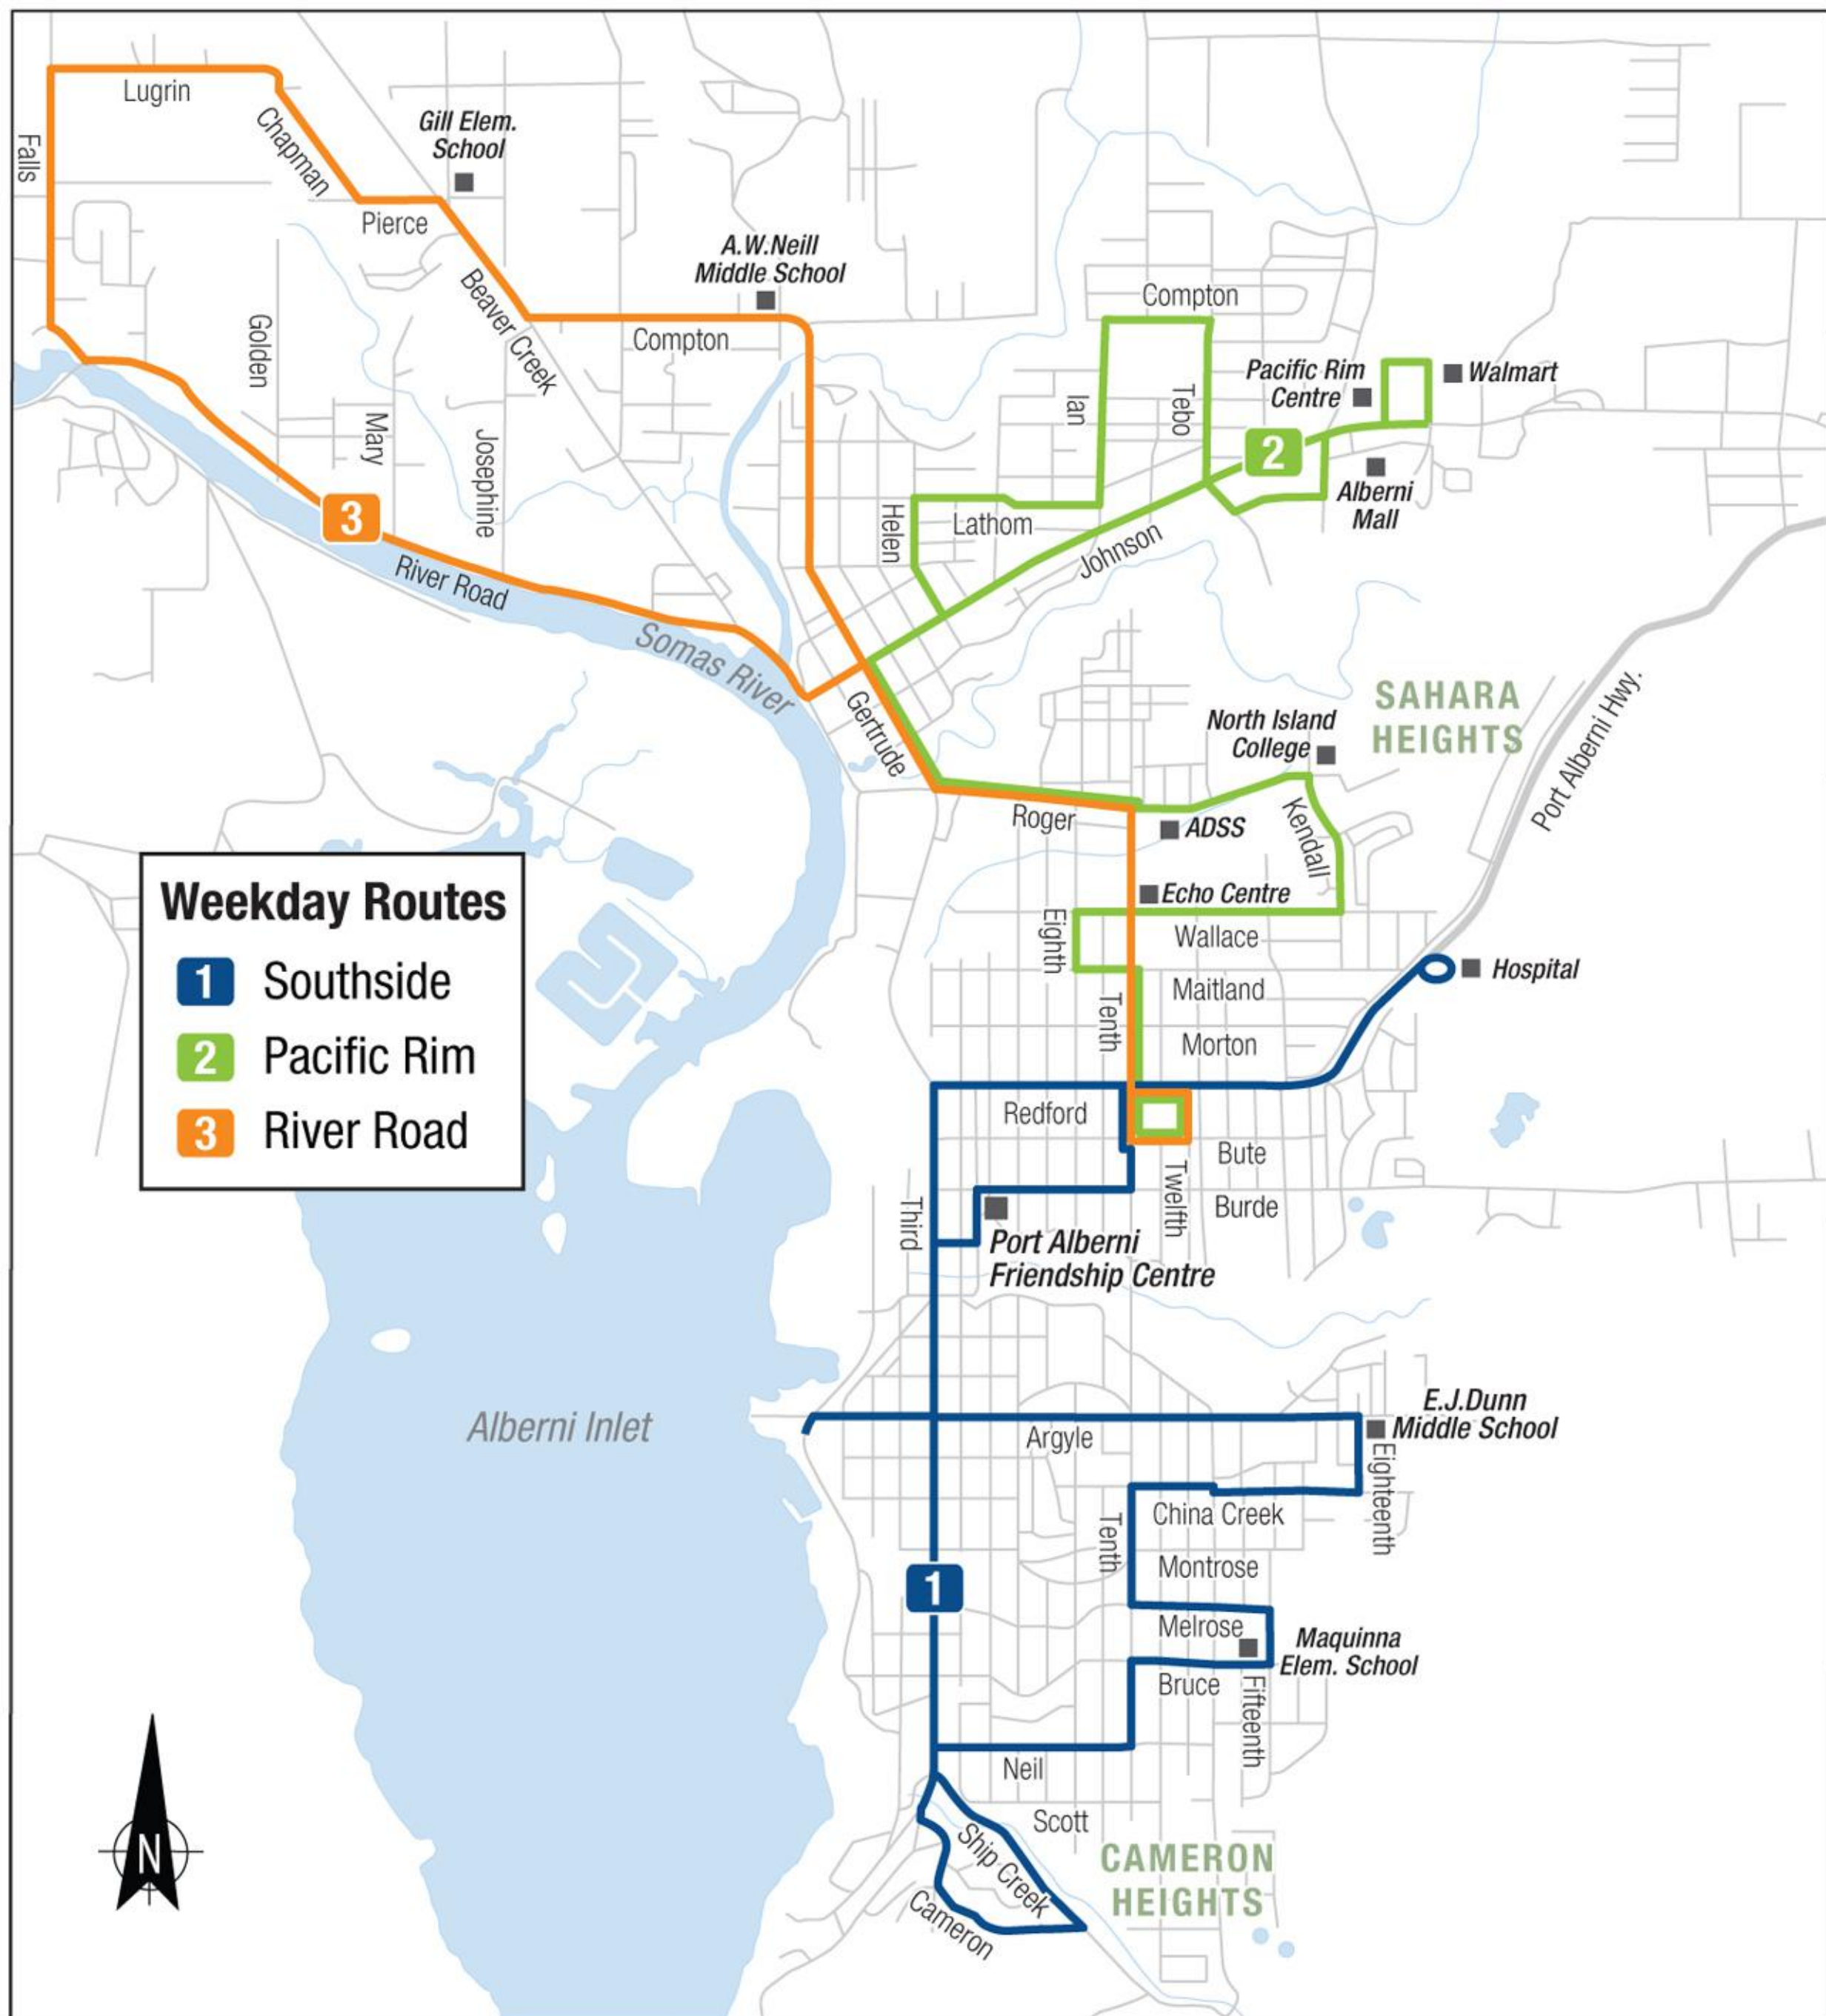 Lugrin
Falls
Chapman
Gill Elem.
School
Pierce
A.W.Neill
Middle School
Beaver Creek
Compton
Compton
Golden
Mary
Josephine
Ian
Tebo
Pacific Rim
Centre
Walmart
2
Alberni
Mall
Helen
Lathom
Johnson
3
River Road
Somas River
Gertrude
SAHARA
HEIGHTS
North Island
College
Port Alberni Hwy.
Roger
ADSS
Kendall
Echo Centre
Eighth
Wallace
Hospital
Maitland
Tenth
Morton
Weekday Routes
1 Southside
2 Pacific Rim
3 River Road
Redford
Bute
Twelfth
Burde
Third
Port Alberni
Friendship Centre
Alberni Inlet
E.J.Dunn
Middle School
Argyle
Eighteenth
China Creek
Tenth
Montrose
1
Melrose
Maquinna
Elem. School
Bruce
Fifteenth
Neil
Scott
Ship Creek
CAMERON
HEIGHTS
Cameron
N